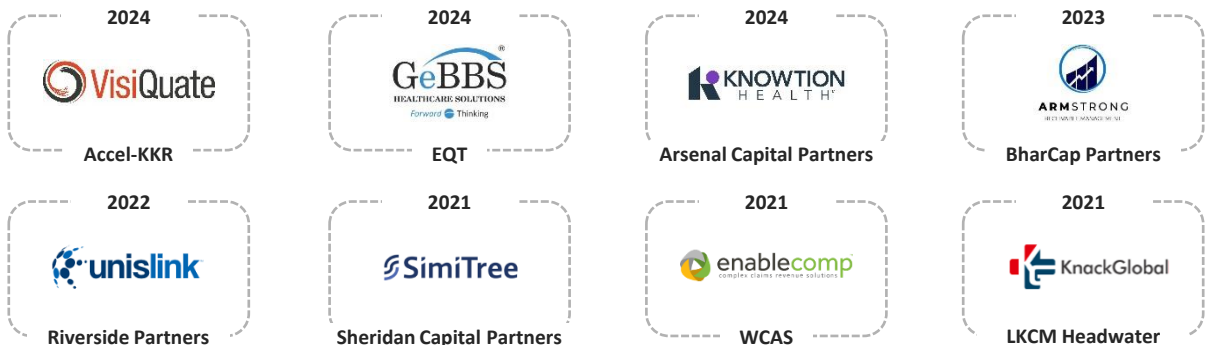 2024 2024 2024 2023
VisiQuate
GeBBS®
HEALTHCARE SOLUTIONS
Forward Thinking
KNOWTION
HEALTH
ARMSTRONG
Accel-KKR EQT Arsenal Capital Partners BharCap Partners
2022 2021 2021 2021
unislink
SimiTree
enablecomp
complex claims revenue solutions
KnackGlobal
Riverside Partners Sheridan Capital Partners WCAS LKCM Headwater